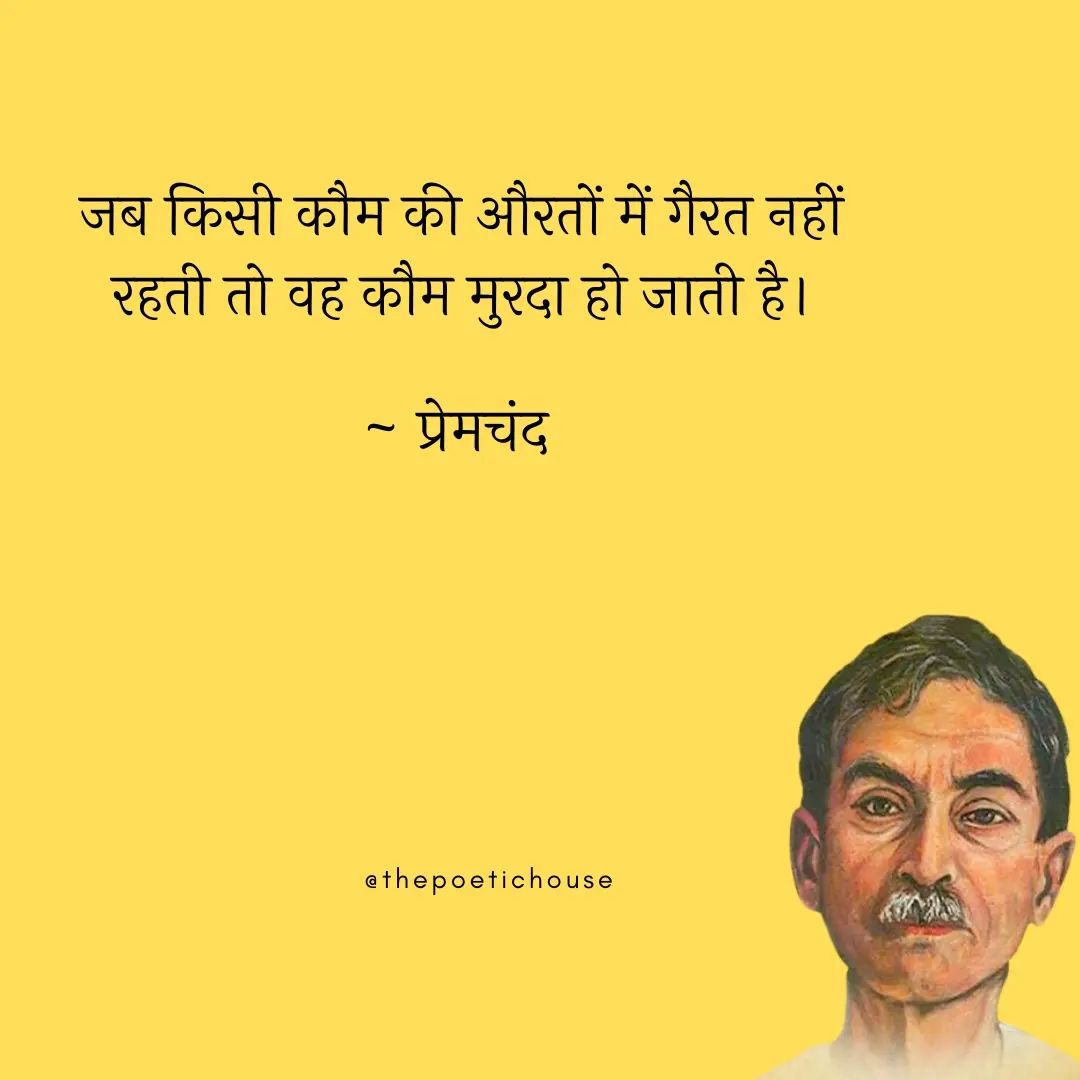 जब किसी कौम की औरतों में गैरत नहीं
रहती तो वह कौम मुरदा हो जाती है।
~ प्रेमचंद
@thepoetichouse